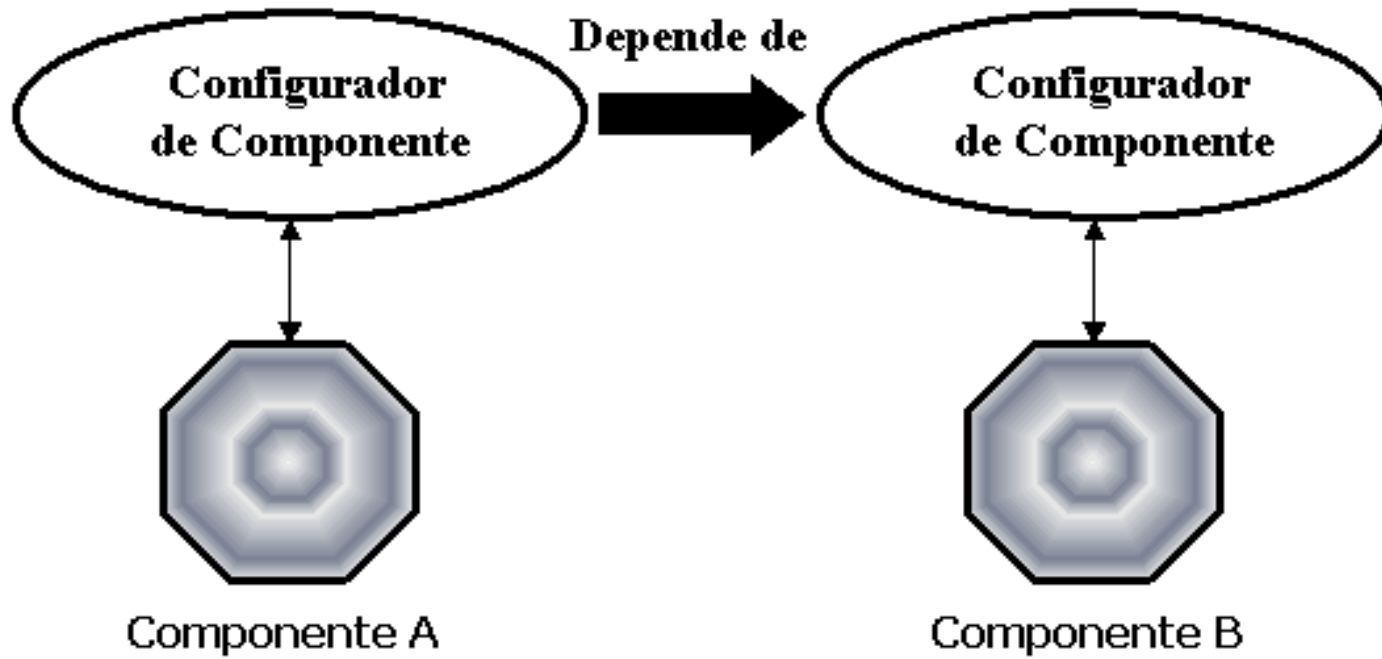 Depende de
Configurador
de Componente
Configurador
de Componente
Componente A
Componente B